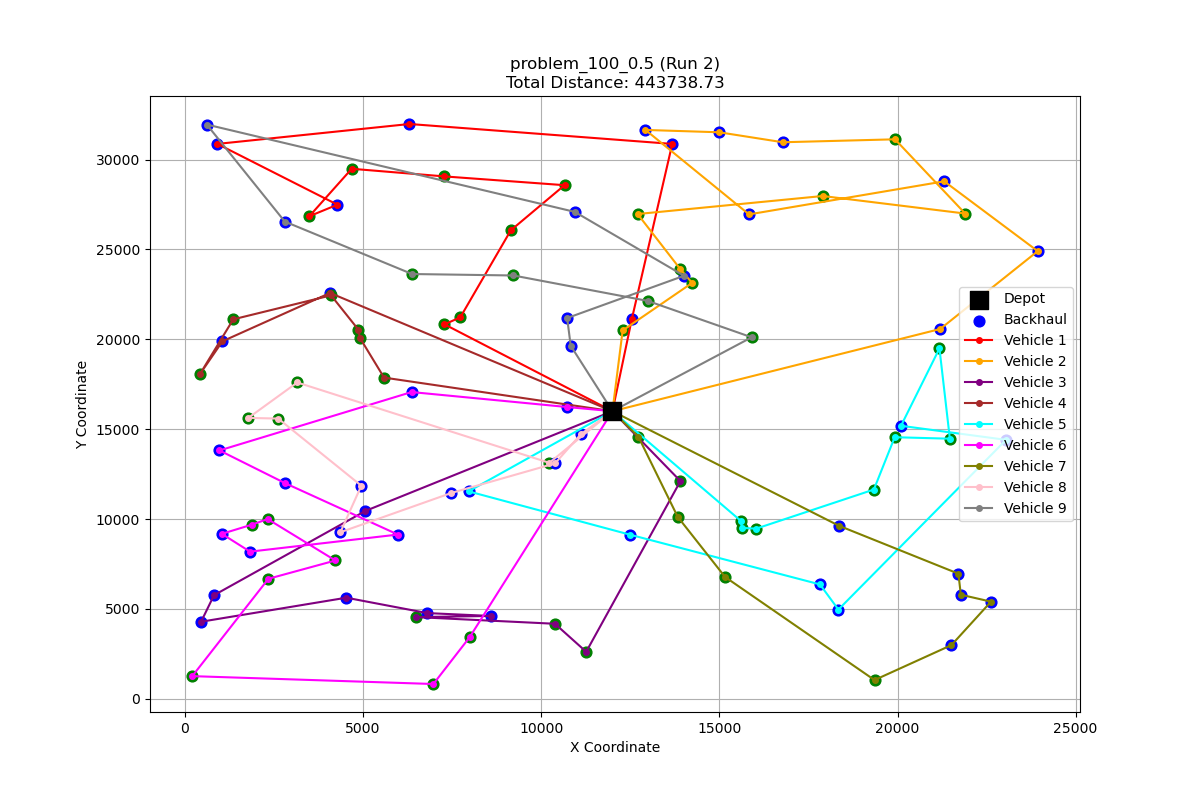 problem_100_0.5 (Run 2)
Total Distance: 443738.73
Y Coordinate
30000
25000
20000
15000
10000
5000
0
Depot
Backhaul
Vehicle 1
Vehicle 2
Vehicle 3
Vehicle 4
Vehicle 5
Vehicle 6
Vehicle 7
Vehicle 8
Vehicle 9
0 5000 10000 15000 20000 25000
X Coordinate